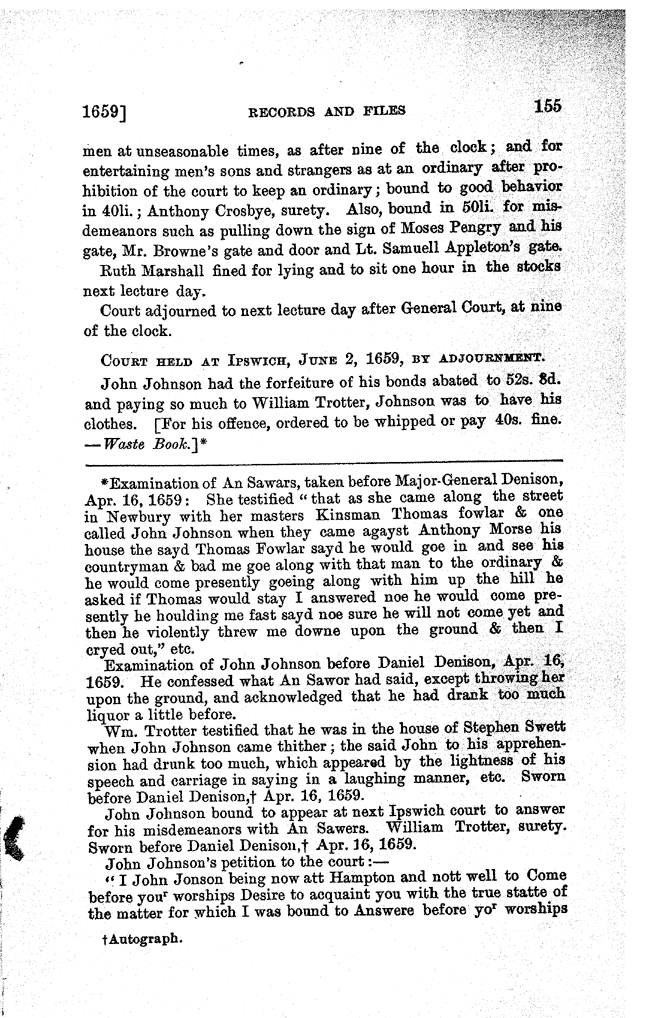 1659] RECORDS AND FILES 155
men at unseasonable times, as after nine of the clock; and for
entertaining men's sons and strangers as at an ordinary after pro-
hibition of the court to keep an ordinary; bound to good behavior
in 40li.; Anthony Crosbye, surety. Also, bound in 50li. for mis-
demeanors such as pulling down the sign of Moses Pengry and his
gate, Mr. Browne's gate and door and Lt. Samuell Appleton's gate.
Ruth Marshall fined for lying and to sit one hour in the stocks
next lecture day.
Court adjourned to next lecture day after General Court, at nine
of the clock.
COURT HELD AT IPSWICH, JUNE 2, 1659, BY ADJOURNMENT.
John Johnson had the forfeiture of his bonds abated to 52s. 8d.
and paying so much to William Trotter, Johnson was to have his
clothes. [For his offence, ordered to be whipped or pay 40s. fine.
—Waste Book.]*
*Examination of An Sawars, taken before Major-General Denison,
Apr. 16, 1659: She testified "that as she came along the street
in Newbury with her masters Kinsman Thomas fowlar & one
called John Johnson when they came agayst Anthony Morse his
house the sayd Thomas Fowlar sayd he would goe in and see his
countryman & bad me goe along with that man to the ordinary &
he would come presently goeing along with him up the hill he
asked if Thomas would stay I answered noe he would come pre-
sently he houlding me fast sayd noe sure he will not come yet and
then he violently threw me downe upon the ground & then I
cryed out," etc.
Examination of John Johnson before Daniel Denison, Apr. 16,
1659. He confessed what An Sawor had said, except throwing her
upon the ground, and acknowledged that he had drank too much
liquor a little before.
Wm. Trotter testified that he was in the house of Stephen Swett
when John Johnson came thither; the said John to his apprehen-
sion had drunk too much, which appeared by the lightness of his
speech and carriage in saying in a laughing manner, etc. Sworn
before Daniel Denison,† Apr. 16, 1659.
John Johnson bound to appear at next Ipswich court to answer
for his misdemeanors with An Sawers. William Trotter, surety.
Sworn before Daniel Denison,† Apr. 16, 1659.
John Johnson's petition to the court:—
"I John Jonson being now att Hampton and nott well to Come
before youʳ worships Desire to acquaint you with the true statte of
the matter for which I was bound to Answere before yoʳ worships
†Autograph.